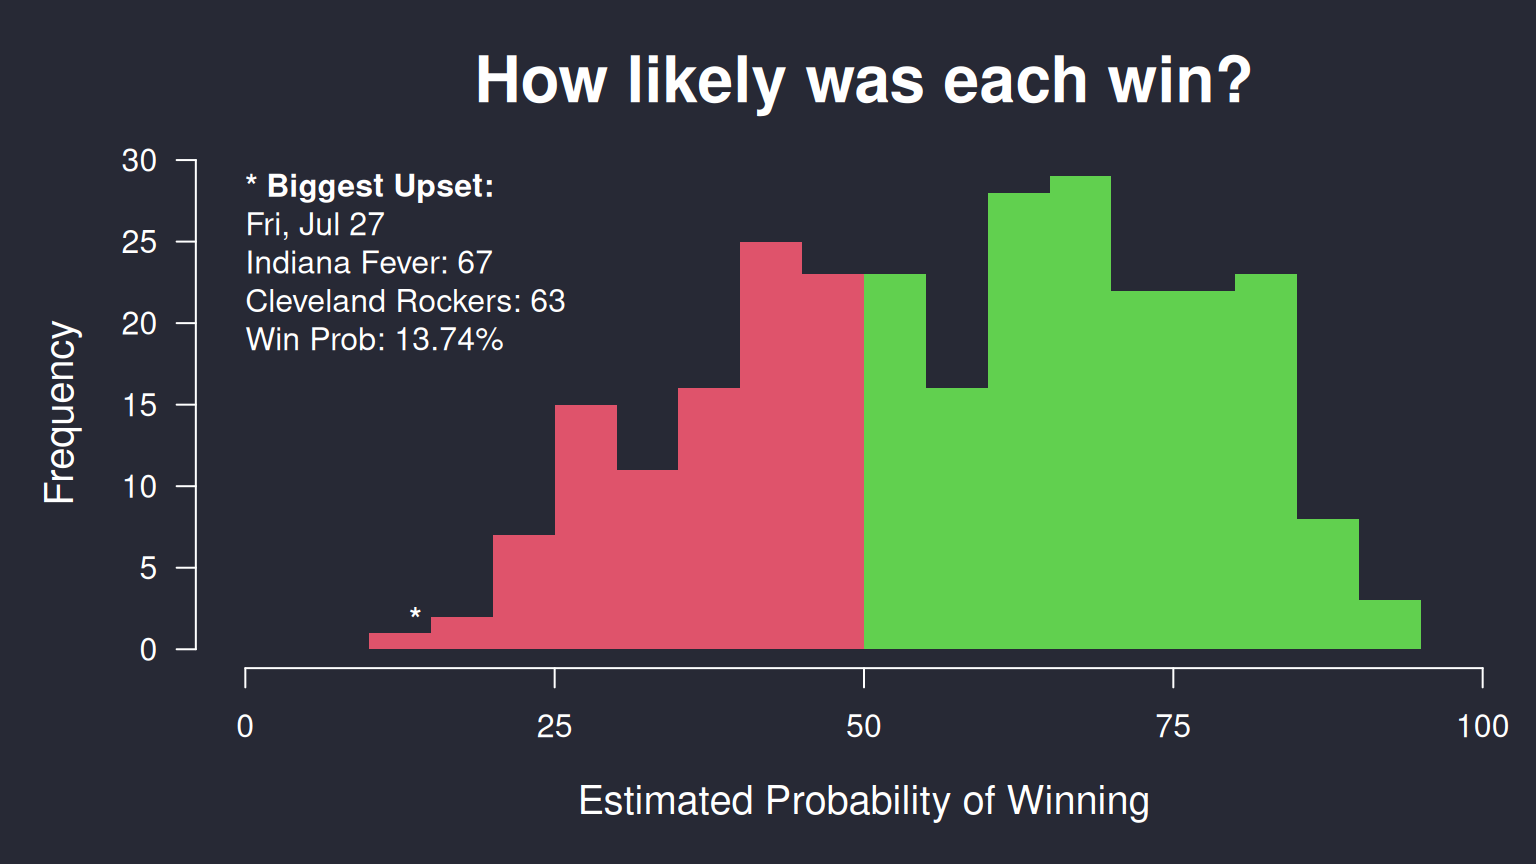 How likely was each win?
* Biggest Upset:
Fri, Jul 27
Indiana Fever: 67
Cleveland Rockers: 63
Win Prob: 13.74%
30
25
20
15
10
5
0
Frequency
*
0 25 50 75 100
Estimated Probability of Winning